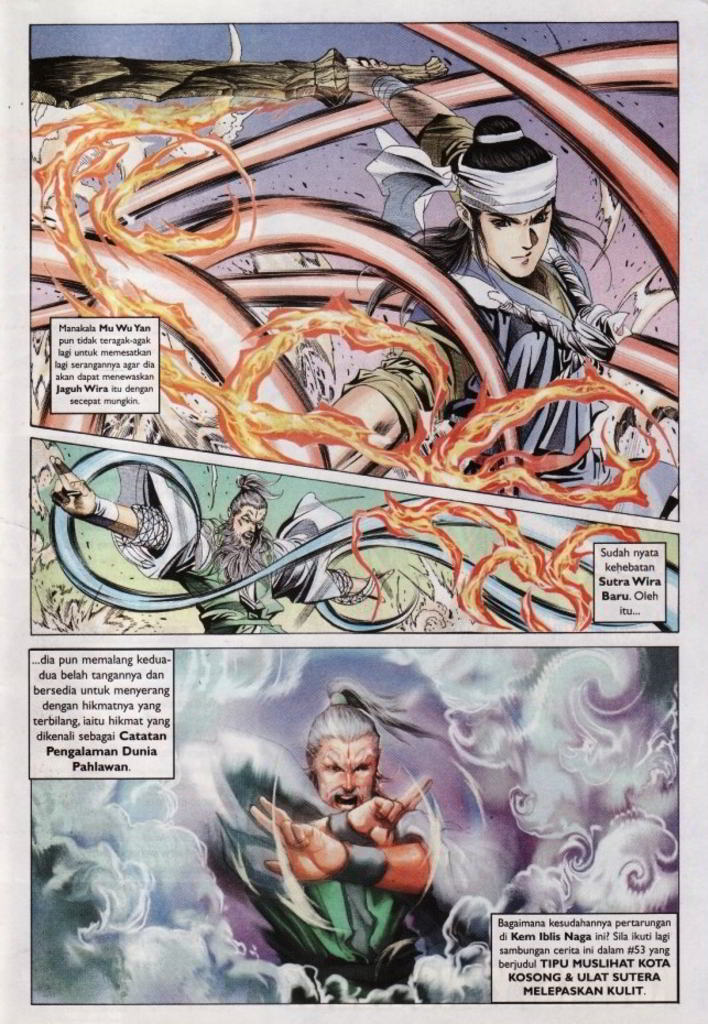 Manakala Mu Wu Yan
pun tidak teragak-agak
lagi untuk memesatkan
lagi serangannya agar dia
akan dapat menewaskan
Jaguh Wira itu dengan
secepat mungkin.
Sudah nyata
kehebatan
Sutra Wira
Baru. Oleh
itu...
...dia pun memalang kedua-
dua belah tangannya dan
bersedia untuk menyerang
dengan hikmatnya yang
terbilang, iaitu hikmat yang
dikenali sebagai Catatan
Pengalaman Dunia
Pahlawan.
Bagaimana kesudahannya pertarungan
di Kem Iblis Naga ini? Sila ikuti lagi
sambungan cerita ini dalam #53 yang
berjudul TIPU MUSLIHAT KOTA
KOSONG & ULAT SUTERA
MELEPASKAN KULIT.